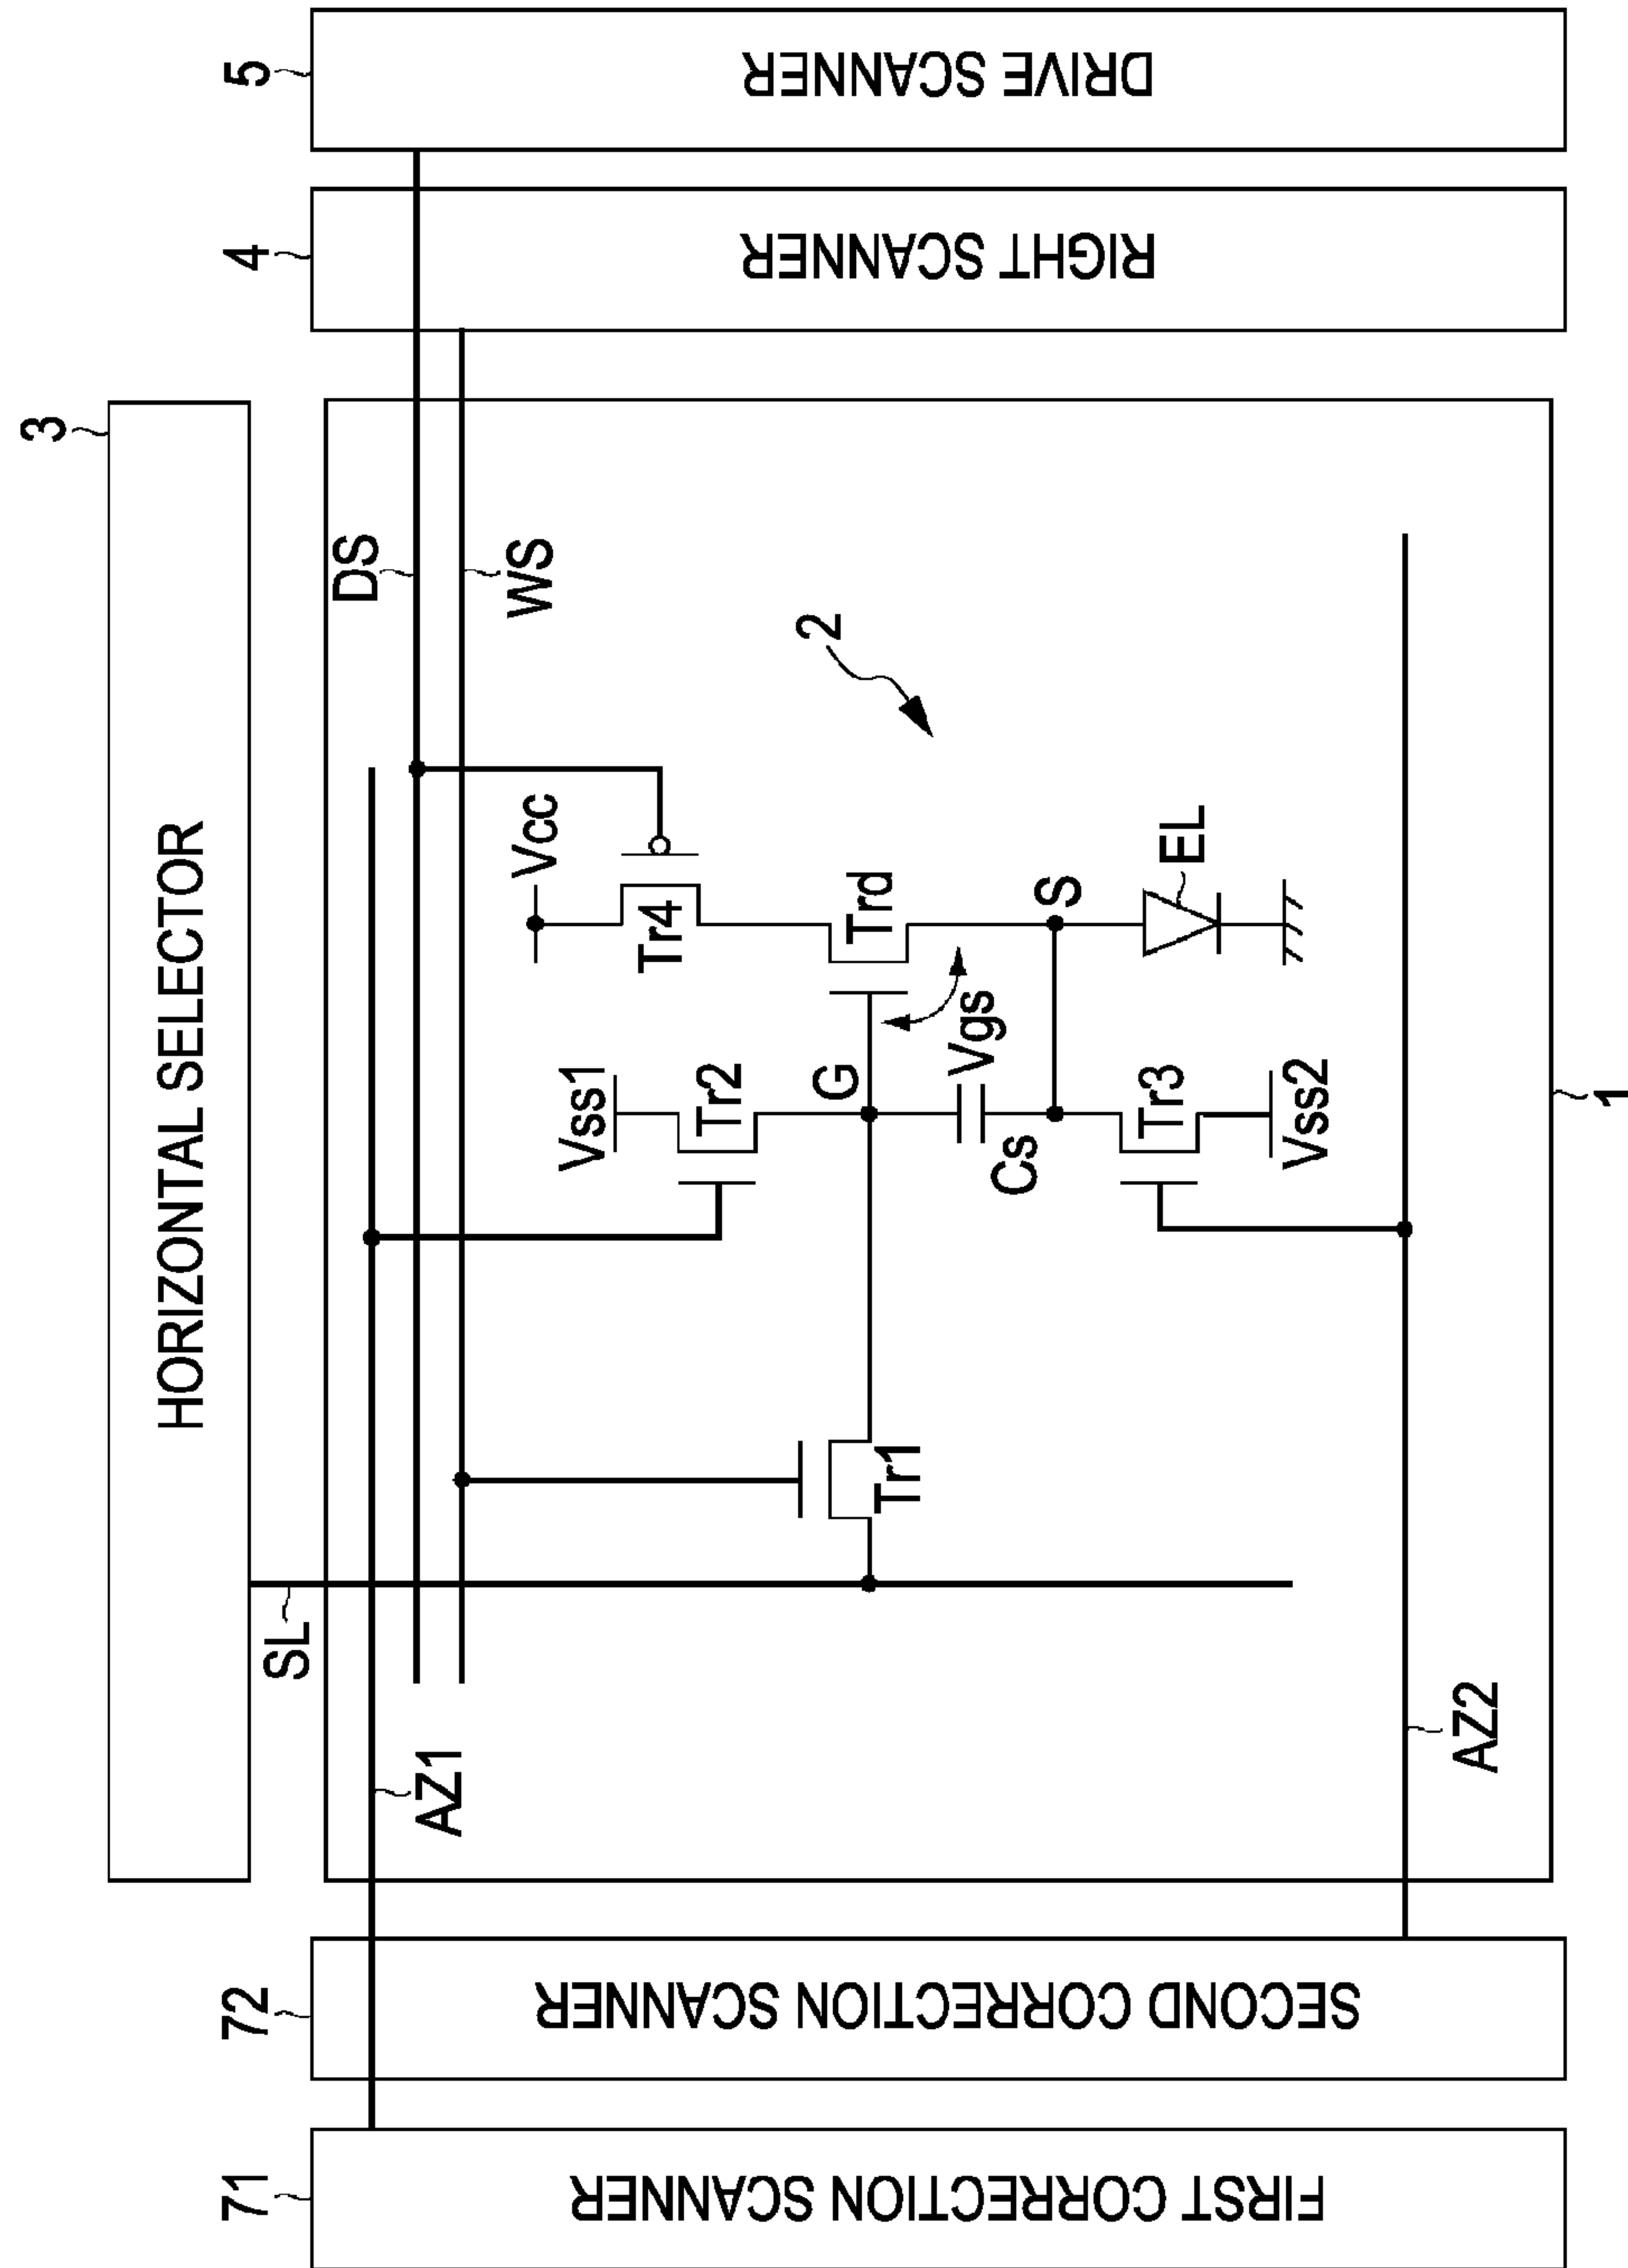 3
HORIZONTAL SELECTOR
71
FIRST CORRECTION SCANNER
72
SECOND CORRECTION SCANNER
4
RIGHT SCANNER
5
DRIVE SCANNER
SL
DS
AZ1
WS
Vcc
Vss1
Tr4
Tr2
2
G
Trd
Tr1
Vgs
Cs
S
Tr3
EL
Vss2
AZ2
1